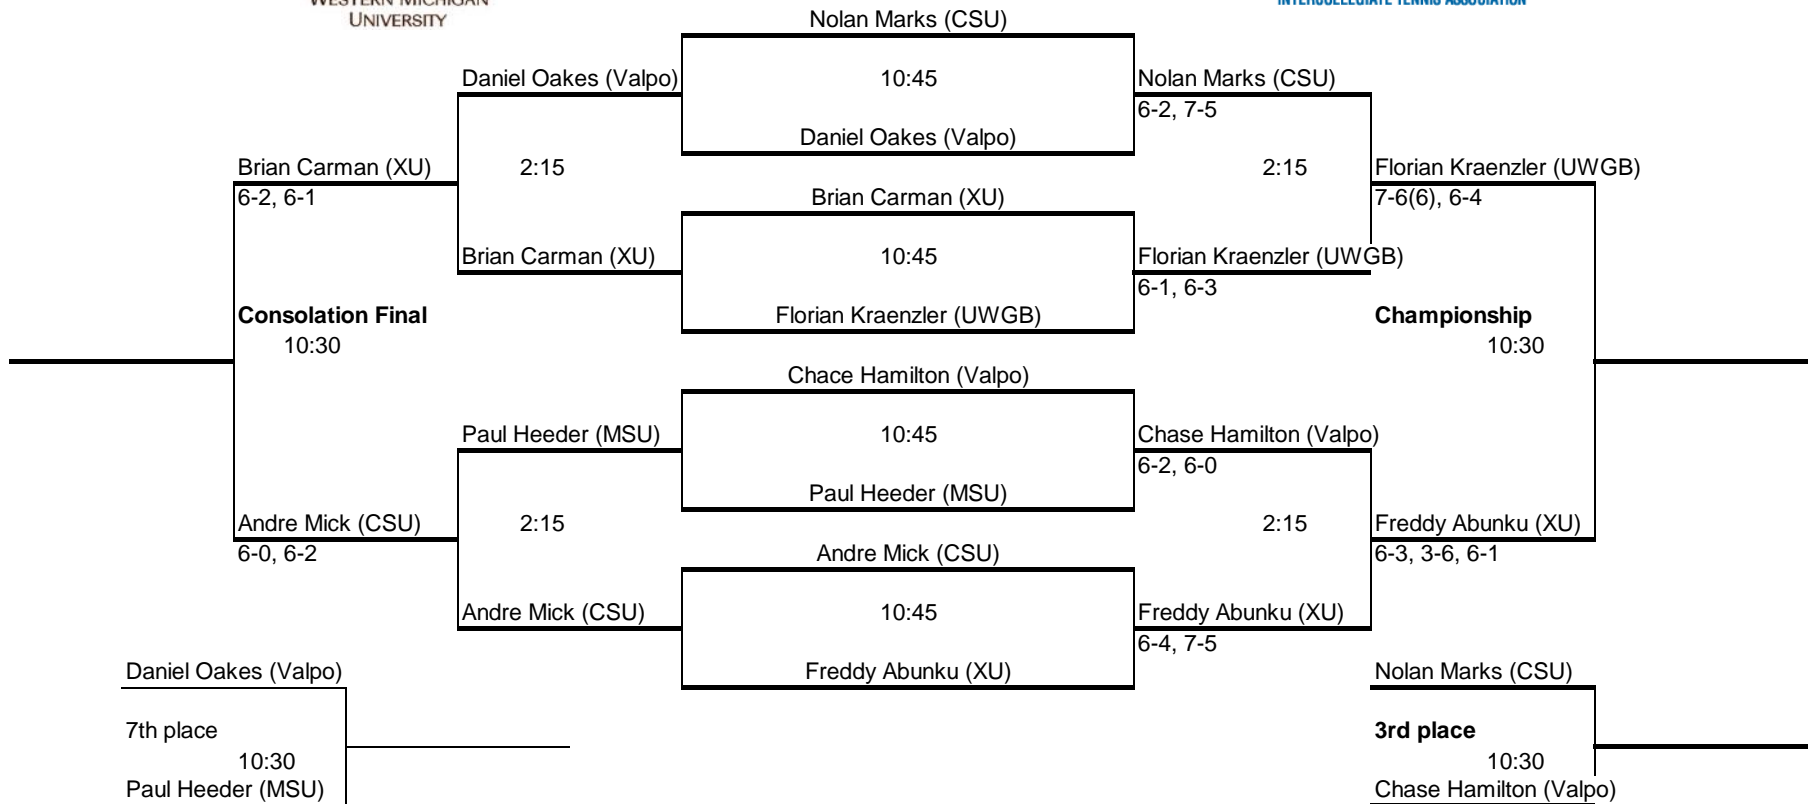 WESTERN MICHIGAN
UNIVERSITY
INTERCOLLEGIATE TENNIS ASSOCIATION
Nolan Marks (CSU)
Daniel Oakes (Valpo)
10:45
Nolan Marks (CSU)
6-2, 7-5
Daniel Oakes (Valpo)
Brian Carman (XU)
2:15
2:15
Florian Kraenzler (UWGB)
6-2, 6-1
Brian Carman (XU)
7-6(6), 6-4
Brian Carman (XU)
10:45
Florian Kraenzler (UWGB)
6-1, 6-3
Consolation Final
Florian Kraenzler (UWGB)
Championship
10:30
10:30
Chace Hamilton (Valpo)
Paul Heeder (MSU)
10:45
Chase Hamilton (Valpo)
6-2, 6-0
Paul Heeder (MSU)
Andre Mick (CSU)
2:15
2:15
Freddy Abunku (XU)
6-0, 6-2
Andre Mick (CSU)
6-3, 3-6, 6-1
Andre Mick (CSU)
10:45
Freddy Abunku (XU)
6-4, 7-5
Daniel Oakes (Valpo)
Freddy Abunku (XU)
Nolan Marks (CSU)
7th place
3rd place
10:30
10:30
Paul Heeder (MSU)
Chase Hamilton (Valpo)